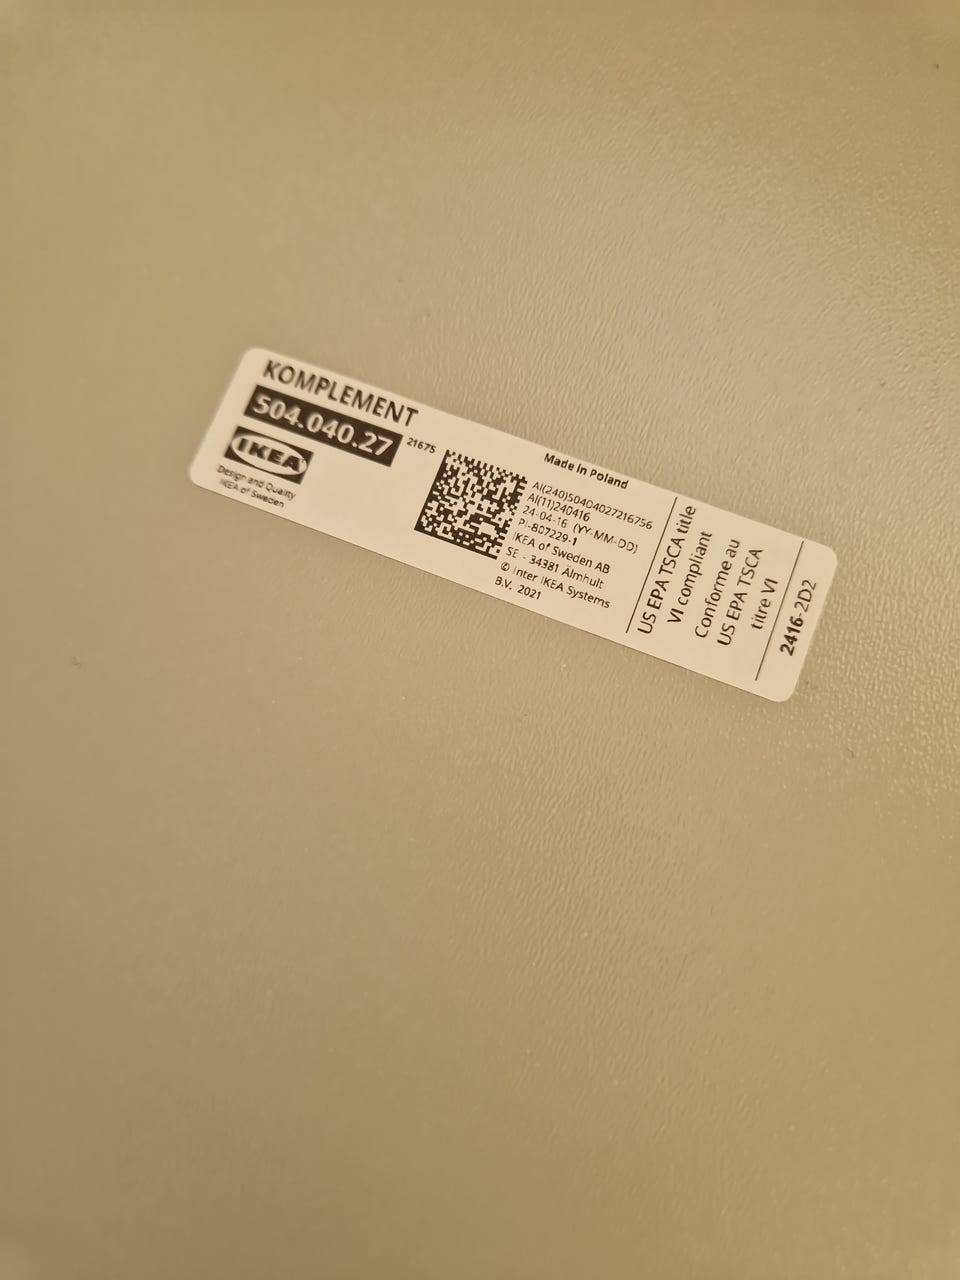 KOMPLEMENT
504.040.27
21675
IKEA
Design and Quality
IKEA of Sweden
Made in Poland
AI(240)50404027216756
AI(11)240416
24-04-16 (YY-MM-DD)
PI-807229-1
IKEA of Sweden AB
SE - 34381 Älmhult
© Inter IKEA Systems
B.V. 2021
US EPA TSCA title
VI compliant
Conforme au
US EPA TSCA
titre VI
2416-2D2